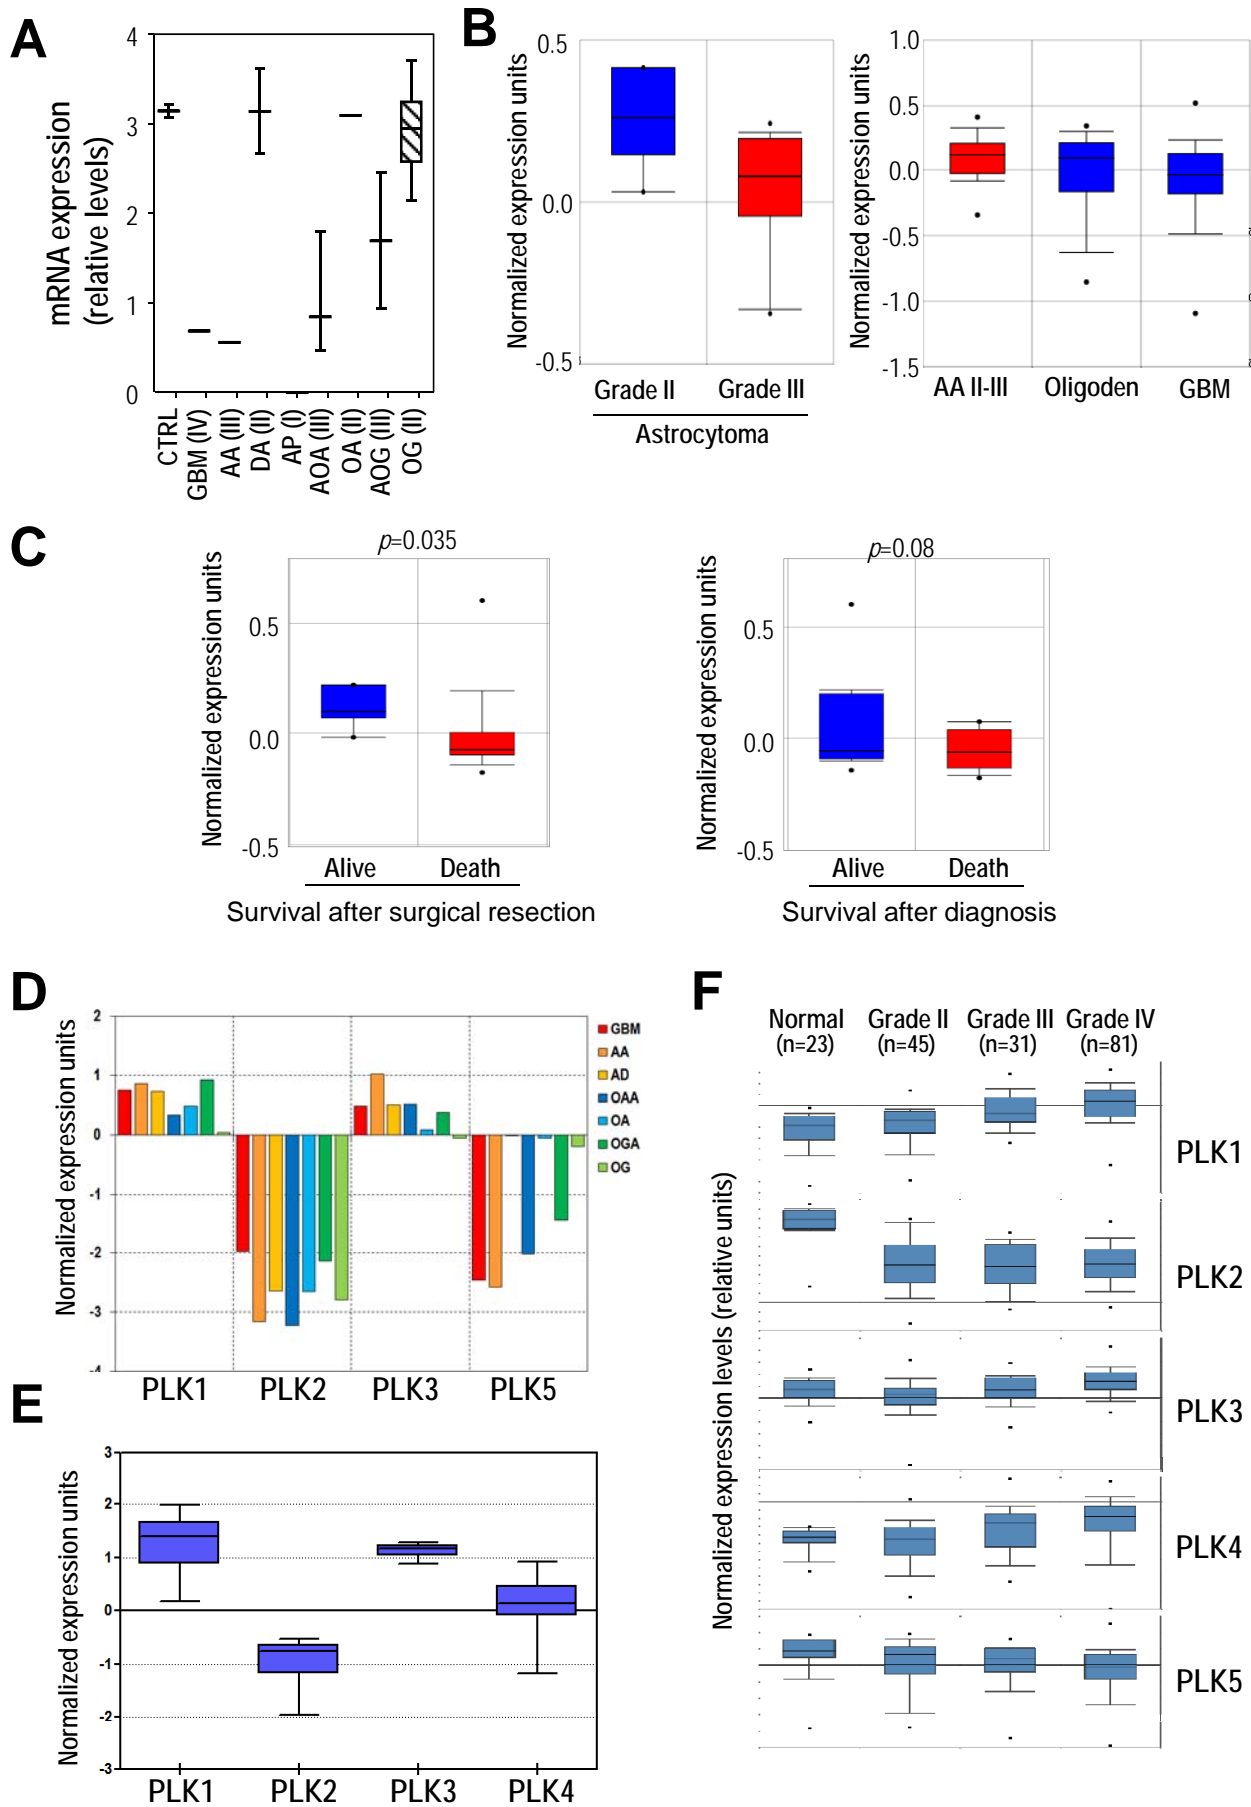 A
mRNA expression
(relative levels)
4
3
2
1
0
CTRL
GBM (IV)
AA (III)
DA (II)
AP (I)
AOA (III)
OA (II)
AOG (III)
OG (II)
B
Normalized expression units
0.5
0.0
-0.5
Grade II
Grade III
Astrocytoma
Normalized expression units
1.0
0.5
0.0
-0.5
-1.0
-1.5
AA II-III
Oligoden
GBM
C
p=0.035
Normalized expression units
0.5
0.0
-0.5
Alive
Death
Survival after surgical resection
p=0.08
Normalized expression units
0.5
0.0
-0.5
Alive
Death
Survival after diagnosis
D
Normalized expression units
2
1
0
-1
-2
-3
-4
GBM
AA
AD
OAA
OA
OGA
OG
PLK1
PLK2
PLK3
PLK5
E
Normalized expression units
3
2
1
0
-1
-2
-3
PLK1
PLK2
PLK3
PLK4
F
Normal
(n=23)
Grade II
(n=45)
Grade III
(n=31)
Grade IV
(n=81)
Normalized expression levels (relative units)
PLK1
PLK2
PLK3
PLK4
PLK5